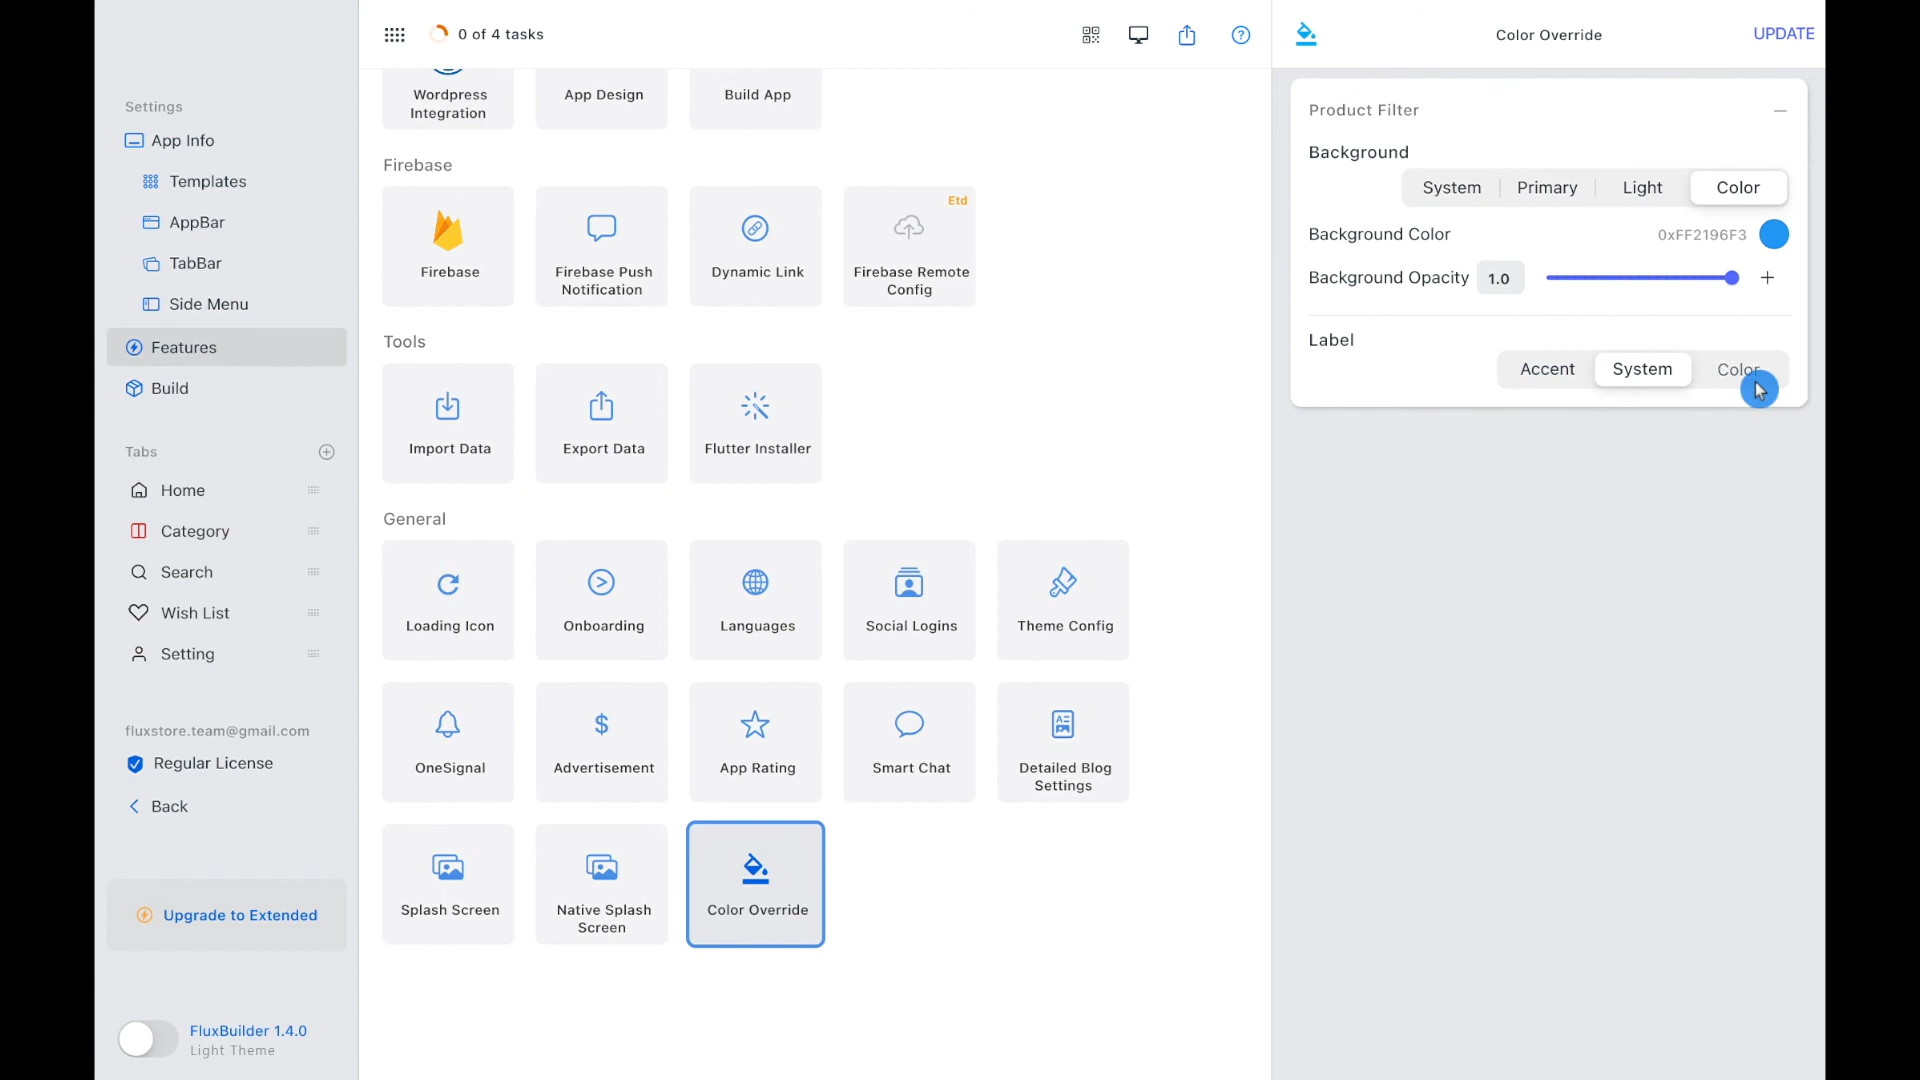 0 of 4 tasks
Color Override
UPDATE
Settings
App Info
Templates
AppBar
TabBar
Side Menu
Features
Build
Tabs
Home
Category
Search
Wish List
Setting
fluxstore.team@gmail.com
Regular License
Back
Upgrade to Extended
FluxBuilder 1.4.0
Light Theme
Wordpress
Integration
App Design
Build App
Firebase
Firebase
Firebase Push
Notification
Dynamic Link
Etd
Firebase Remote
Config
Tools
Import Data
Export Data
Flutter Installer
General
Loading Icon
Onboarding
Languages
Social Logins
Theme Config
OneSignal
Advertisement
App Rating
Smart Chat
Detailed Blog
Settings
Splash Screen
Native Splash
Screen
Color Override
Product Filter
Background
System Primary Light Color
Background Color 0xFF2196F3
Background Opacity 1.0
Label
Accent System Color